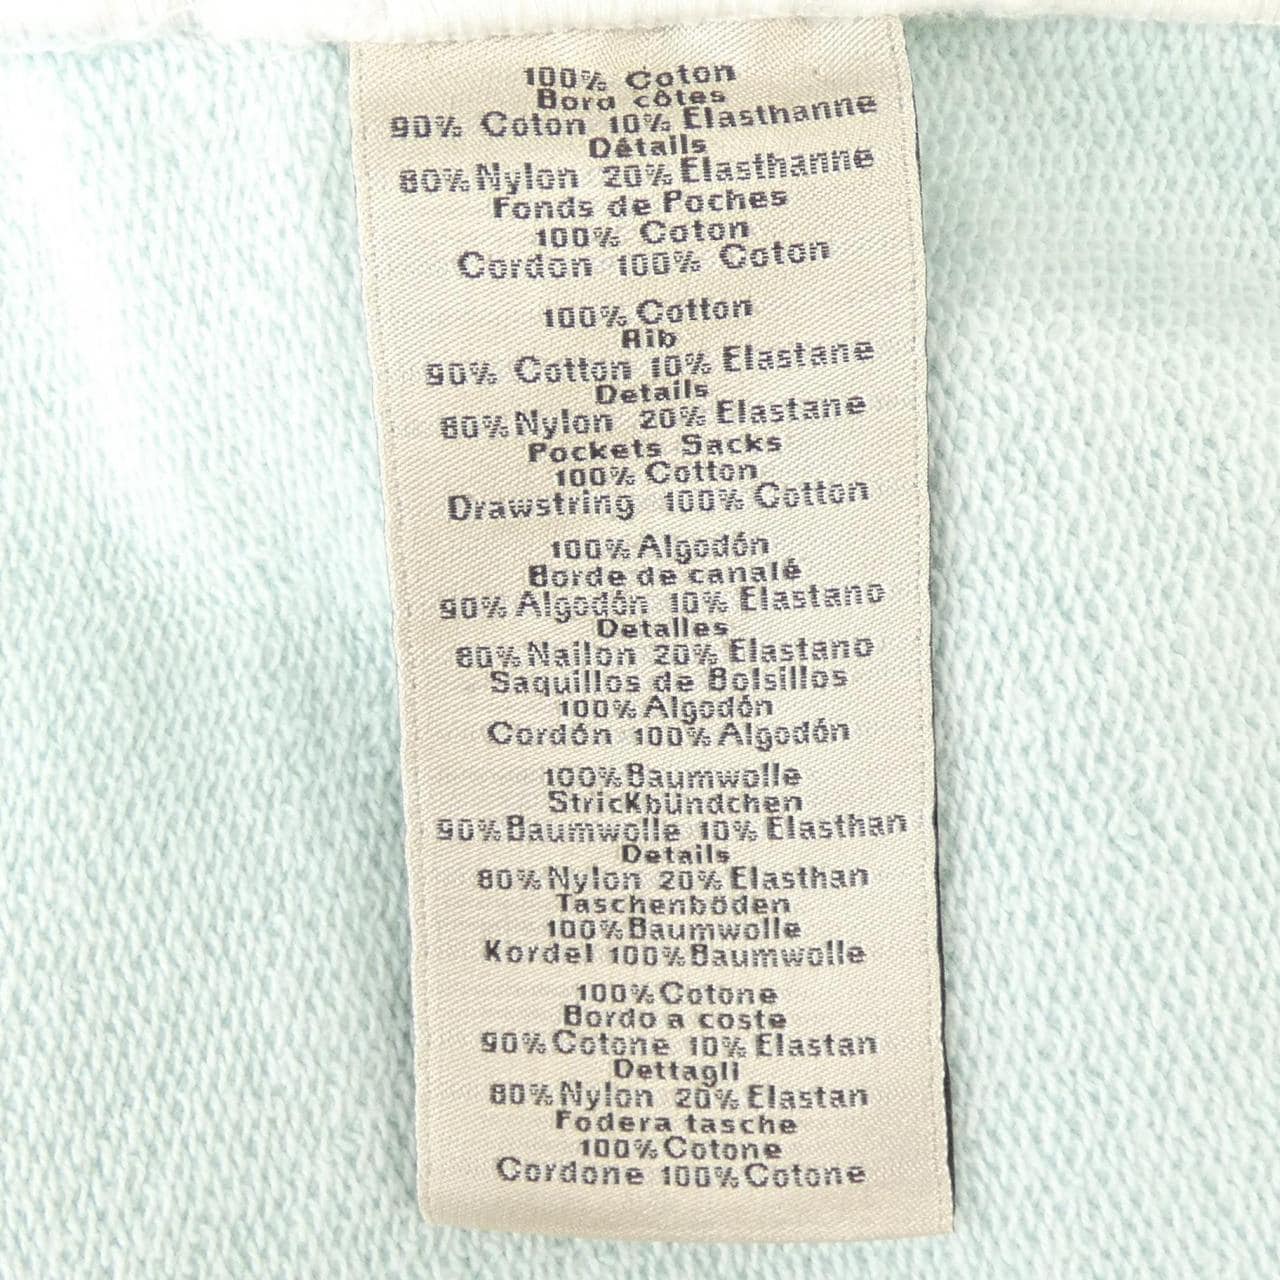 100% Coton
Bord côtes
90% Coton 10% Elasthanne
Détails
80% Nylon 20% Elasthanne
Fonds de Poches
100% Coton
Cordon 100% Coton
100% Cotton
Rib
90% Cotton 10% Elastane
Details
80% Nylon 20% Elastane
Pockets Sacks
100% Cotton
Drawstring 100% Cotton
100% Algodón
Borde de canalé
90% Algodón 10% Elastano
Detalles
80% Nailon 20% Elastano
Saquillos de Bolsillos
100% Algodón
Cordón 100% Algodón
100% Baumwolle
Strickbündchen
90% Baumwolle 10% Elasthan
Details
80% Nylon 20% Elasthan
Taschenböden
100% Baumwolle
Kordel 100% Baumwolle
100% Cotone
Bordo a coste
90% Cotone 10% Elastan
Dettagli
80% Nylon 20% Elastan
Fodera tasche
100% Cotone
Cordone 100% Cotone